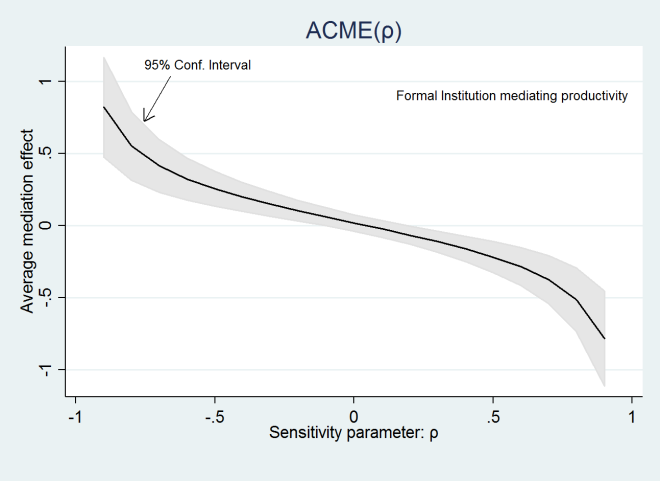 ACME(ρ)
95% Conf. Interval
Formal Institution mediating productivity
Average mediation effect
1
.5
0
-.5
-1
-1 -.5 0 .5 1
Sensitivity parameter: ρ